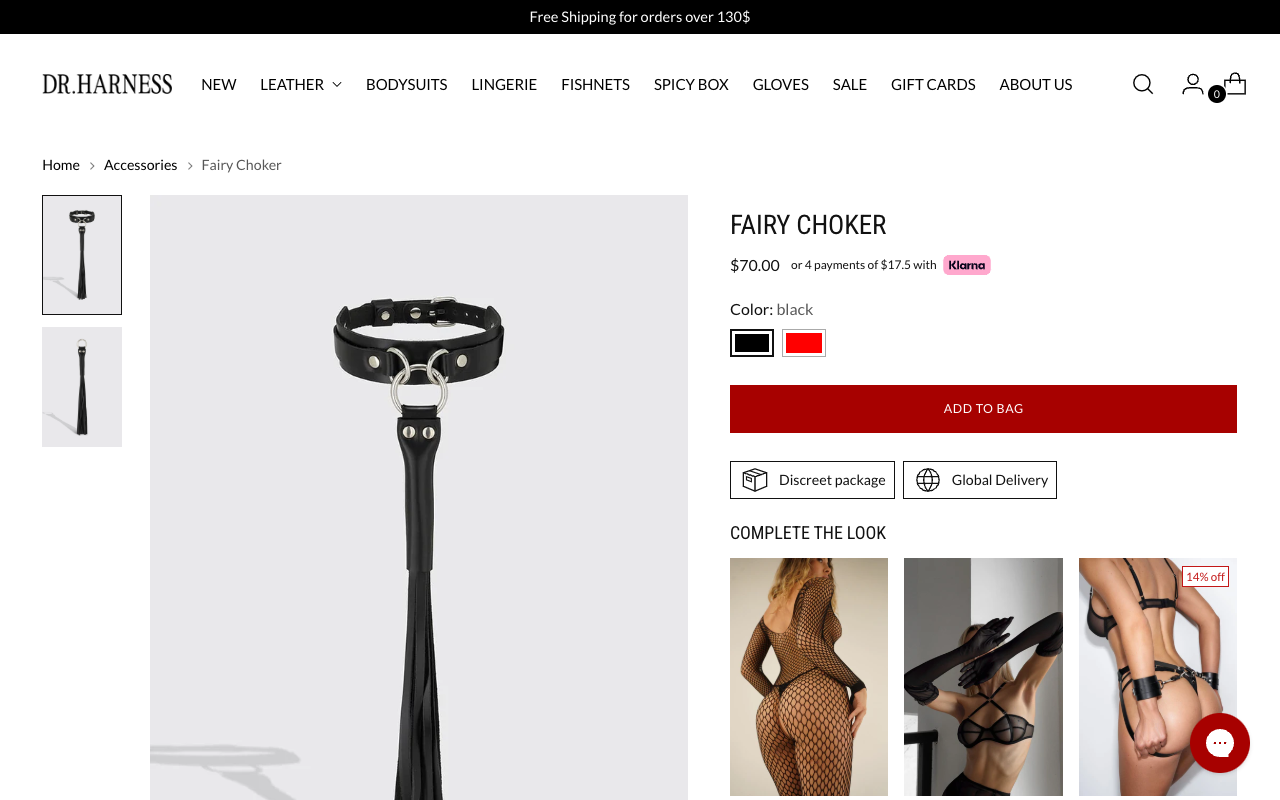 Free Shipping for orders over 130$
DR.HARNESS
NEW LEATHER BODYSUITS LINGERIE FISHNETS SPICY BOX GLOVES SALE GIFT CARDS ABOUT US
0
Home Accessories Fairy Choker
FAIRY CHOKER
$70.00 or 4 payments of $17.5 with Klarna
Color: black
ADD TO BAG
Discreet package Global Delivery
COMPLETE THE LOOK
14% off